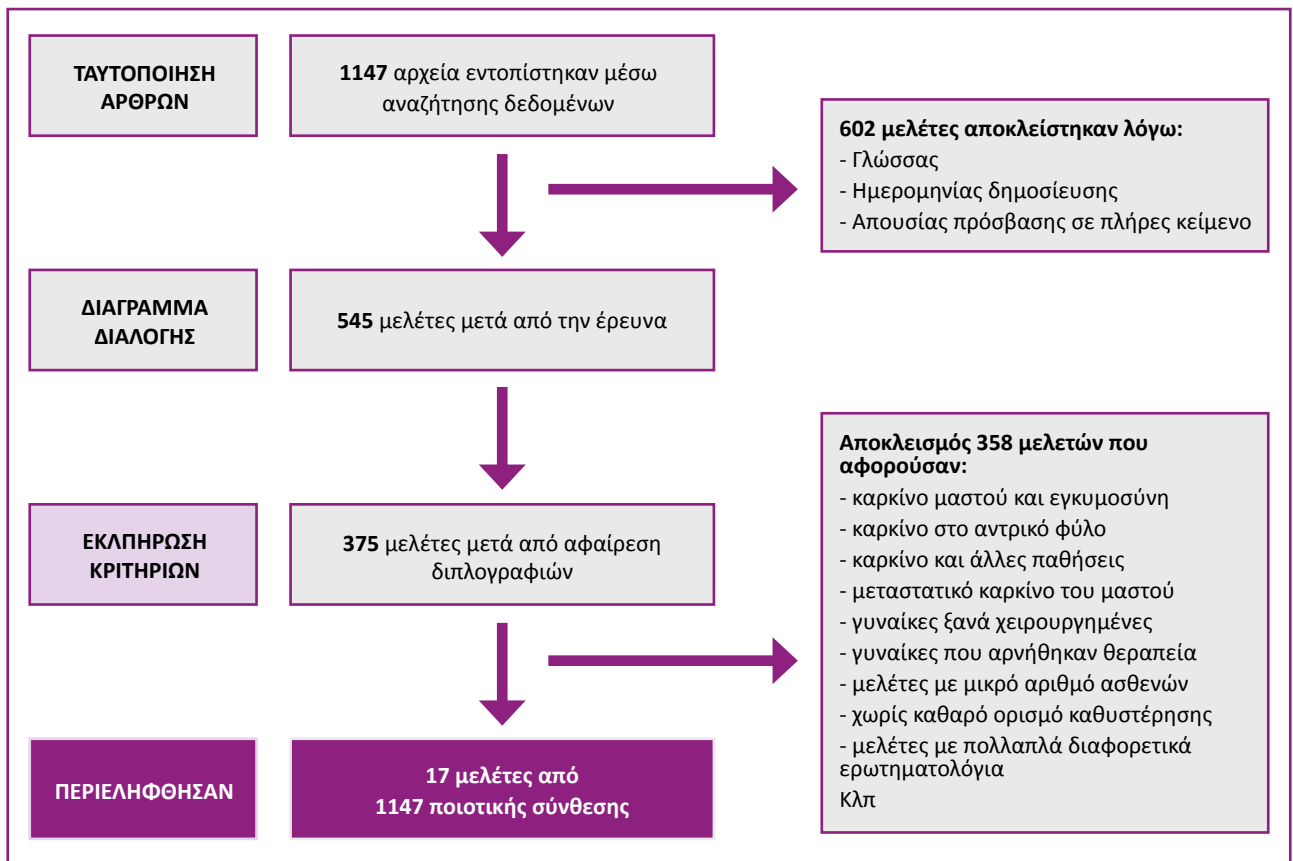 ΤΑΥΤΟΠΟΙΗΣΗ
ΑΡΘΡΩΝ
1147 αρχεία εντοπίστηκαν μέσω
αναζήτησης δεδομένων
602 μελέτες αποκλείστηκαν λόγω:
- Γλώσσας
- Ημερομηνίας δημοσίευσης
- Απουσίας πρόσβασης σε πλήρες κείμενο
ΔΙΑΓΡΑΜΜΑ
ΔΙΑΛΟΓΗΣ
545 μελέτες μετά από την έρευνα
ΕΚΛΠΗΡΩΣΗ
ΚΡΙΤΗΡΙΩΝ
375 μελέτες μετά από αφαίρεση
διπλογραφιών
Αποκλεισμός 358 μελετών που
αφορούσαν:
- καρκίνο μαστού και εγκυμοσύνη
- καρκίνο στο αντρικό φύλο
- καρκίνο και άλλες παθήσεις
- μεταστατικό καρκίνο του μαστού
- γυναίκες ξανά χειρουργημένες
- γυναίκες που αρνήθηκαν θεραπεία
- μελέτες με μικρό αριθμό ασθενών
- χωρίς καθαρό ορισμό καθυστέρησης
- μελέτες με πολλαπλά διαφορετικά
ερωτηματολόγια
Κλπ
ΠΕΡΙΕΛΗΦΘΗΣΑΝ
17 μελέτες από
1147 ποιοτικής σύνθεσης